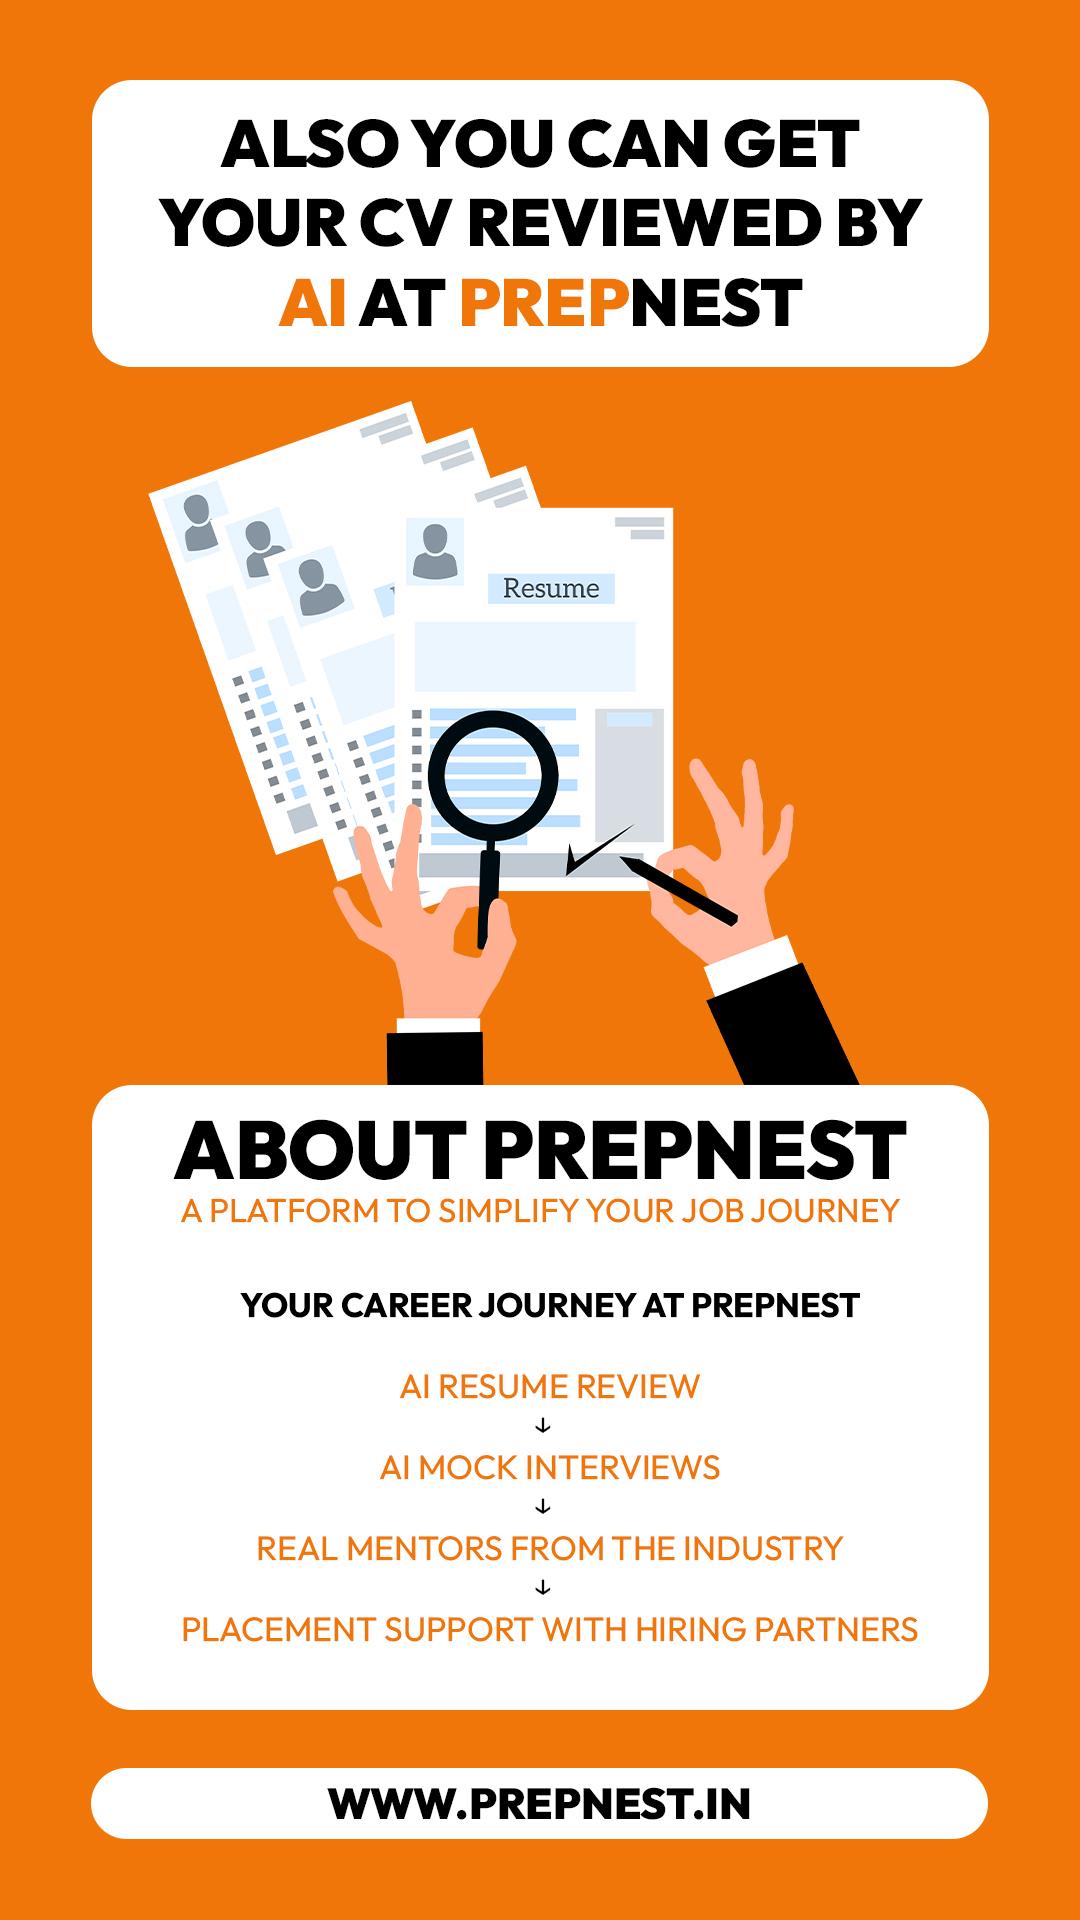 ALSO YOU CAN GET
YOUR CV REVIEWED BY
AI AT PREPNEST
Resume
ABOUT PREPNEST
A PLATFORM TO SIMPLIFY YOUR JOB JOURNEY
YOUR CAREER JOURNEY AT PREPNEST
AI RESUME REVIEW
↓
AI MOCK INTERVIEWS
↓
REAL MENTORS FROM THE INDUSTRY
↓
PLACEMENT SUPPORT WITH HIRING PARTNERS
WWW.PREPNEST.IN